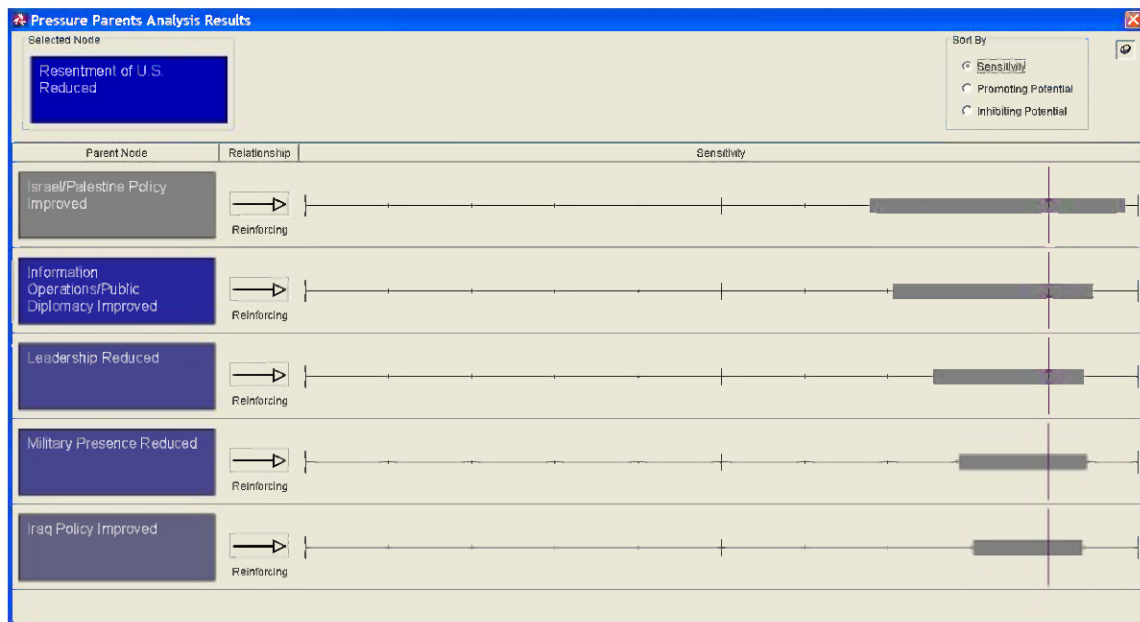 Pressure Parents Analysis Results
Selected Node
Sort By
Resentment of U.S.
Reduced
Sensitivity
Promoting Potential
Inhibiting Potential
Parent Node
Relationship
Sensitivity
Israel/Palestine Policy
Improved
Reinforcing
Information
Operations/Public
Diplomacy Improved
Reinforcing
Leadership Reduced
Reinforcing
Military Presence Reduced
Reinforcing
Iraq Policy Improved
Reinforcing